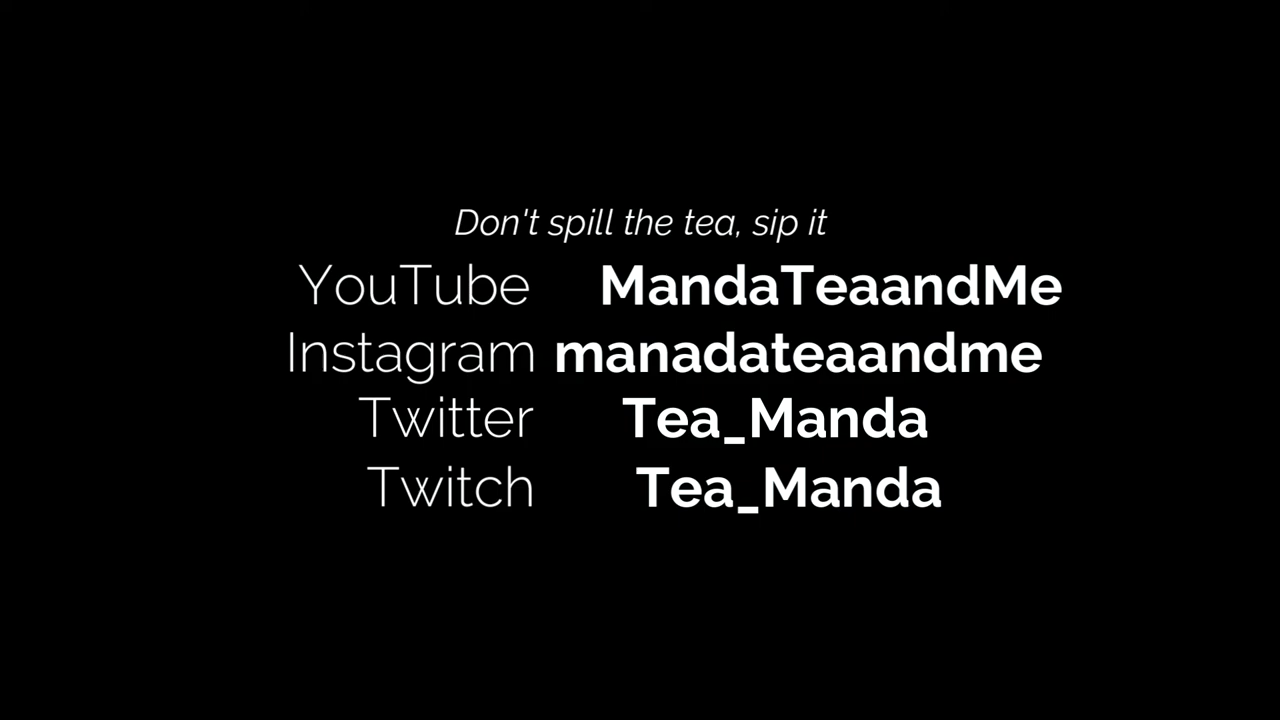 Don't spill the tea, sip it
YouTube MandaTeaandMe
Instagram manadateaandme
Twitter Tea_Manda
Twitch Tea_Manda